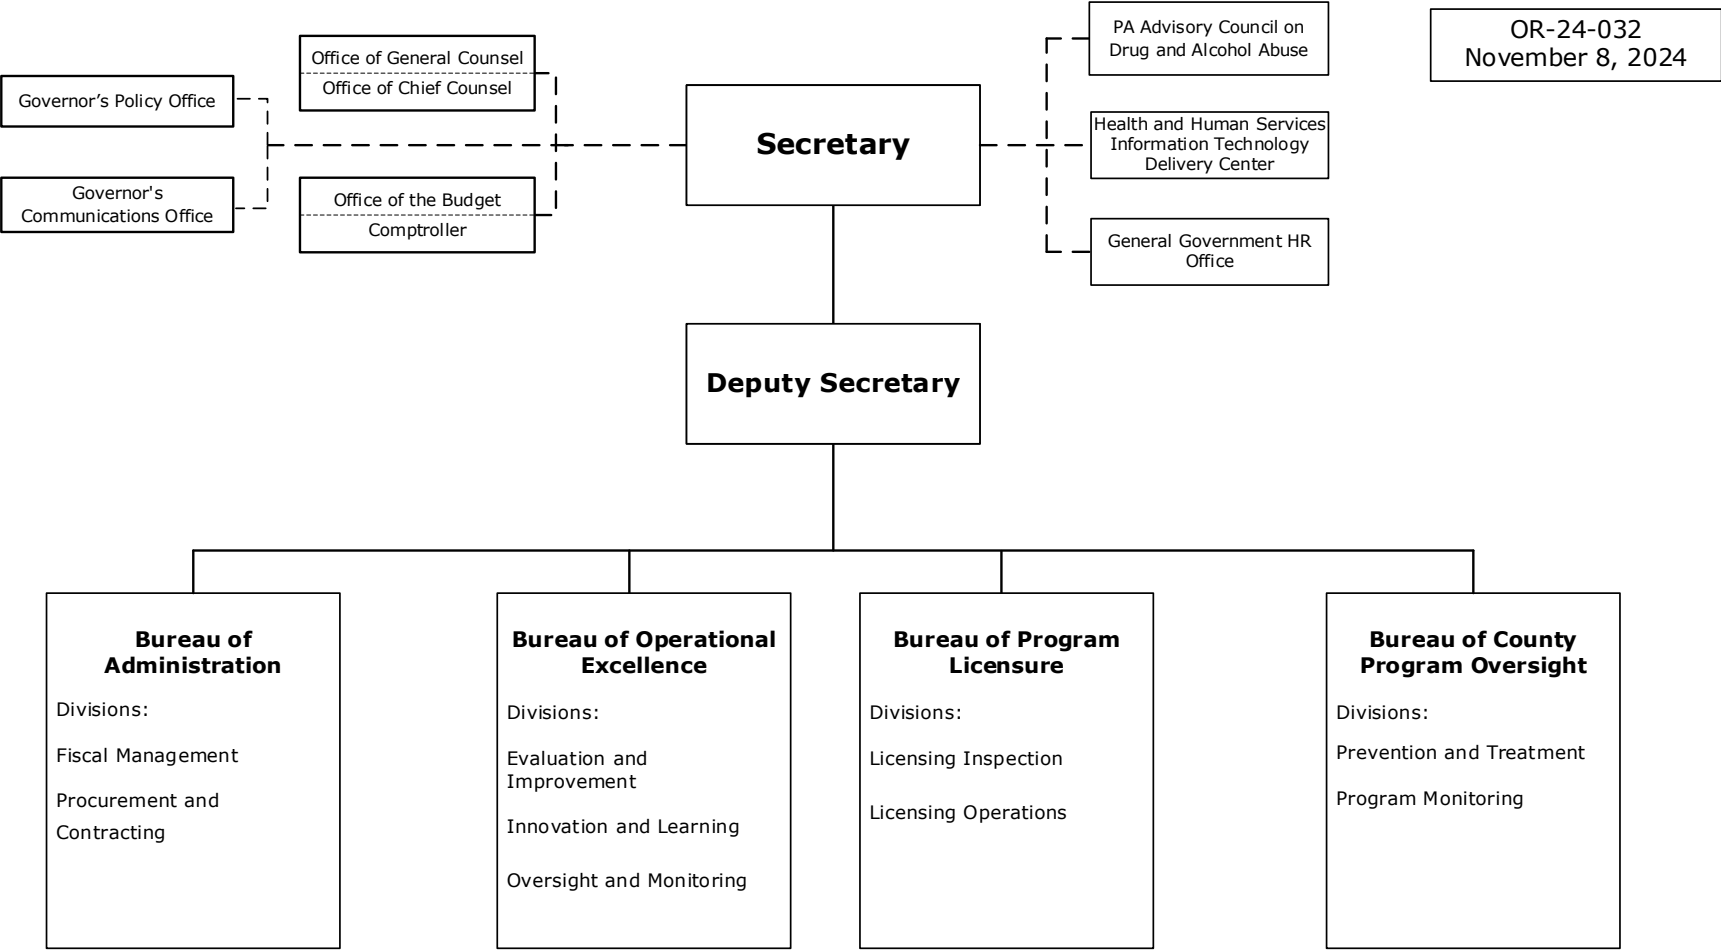 PA Advisory Council on
Drug and Alcohol Abuse
OR-24-032
November 8, 2024
Office of General Counsel
Office of Chief Counsel
Governor’s Policy Office
Secretary
Health and Human Services
Information Technology
Delivery Center
Governor's
Communications Office
Office of the Budget
Comptroller
General Government HR
Office
Deputy Secretary
Bureau of
Administration
Divisions:
Fiscal Management
Procurement and
Contracting
Bureau of Operational
Excellence
Divisions:
Evaluation and
Improvement
Innovation and Learning
Oversight and Monitoring
Bureau of Program
Licensure
Divisions:
Licensing Inspection
Licensing Operations
Bureau of County
Program Oversight
Divisions:
Prevention and Treatment
Program Monitoring